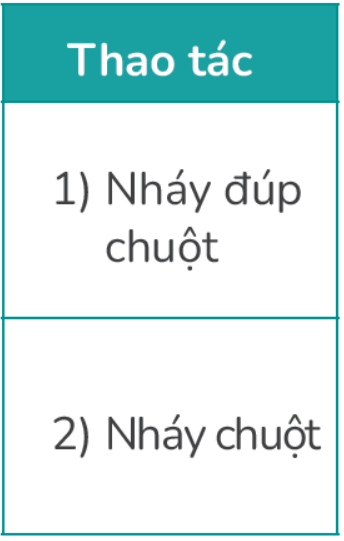 Thao tác
1) Nháy đúp
chuột
2) Nháy chuột